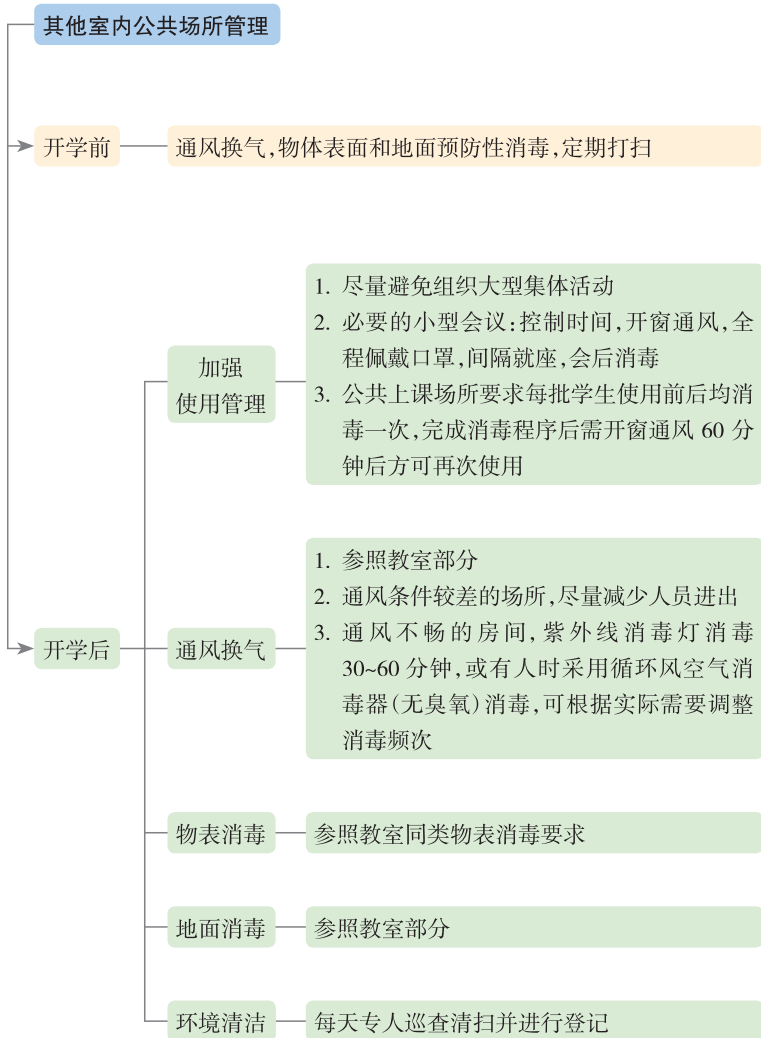 其他室内公共场所管理
开学前
通风换气,物体表面和地面预防性消毒,定期打扫
1. 尽量避免组织大型集体活动
2. 必要的小型会议:控制时间,开窗通风,全
程佩戴口罩,间隔就座,会后消毒
加强
使用管理
3. 公共上课场所要求每批学生使用前后均消
毒一次,完成消毒程序后需开窗通风 60 分
钟后方可再次使用
开学后
通风换气
1. 参照教室部分
2. 通风条件较差的场所,尽量减少人员进出
3. 通风不畅的房间,紫外线消毒灯消毒
30~60 分钟,或有人时采用循环风空气消
毒器(无臭氧)消毒,可根据实际需要调整
消毒频次
物表消毒
参照教室同类物表消毒要求
地面消毒
参照教室部分
环境清洁
每天专人巡查清扫并进行登记